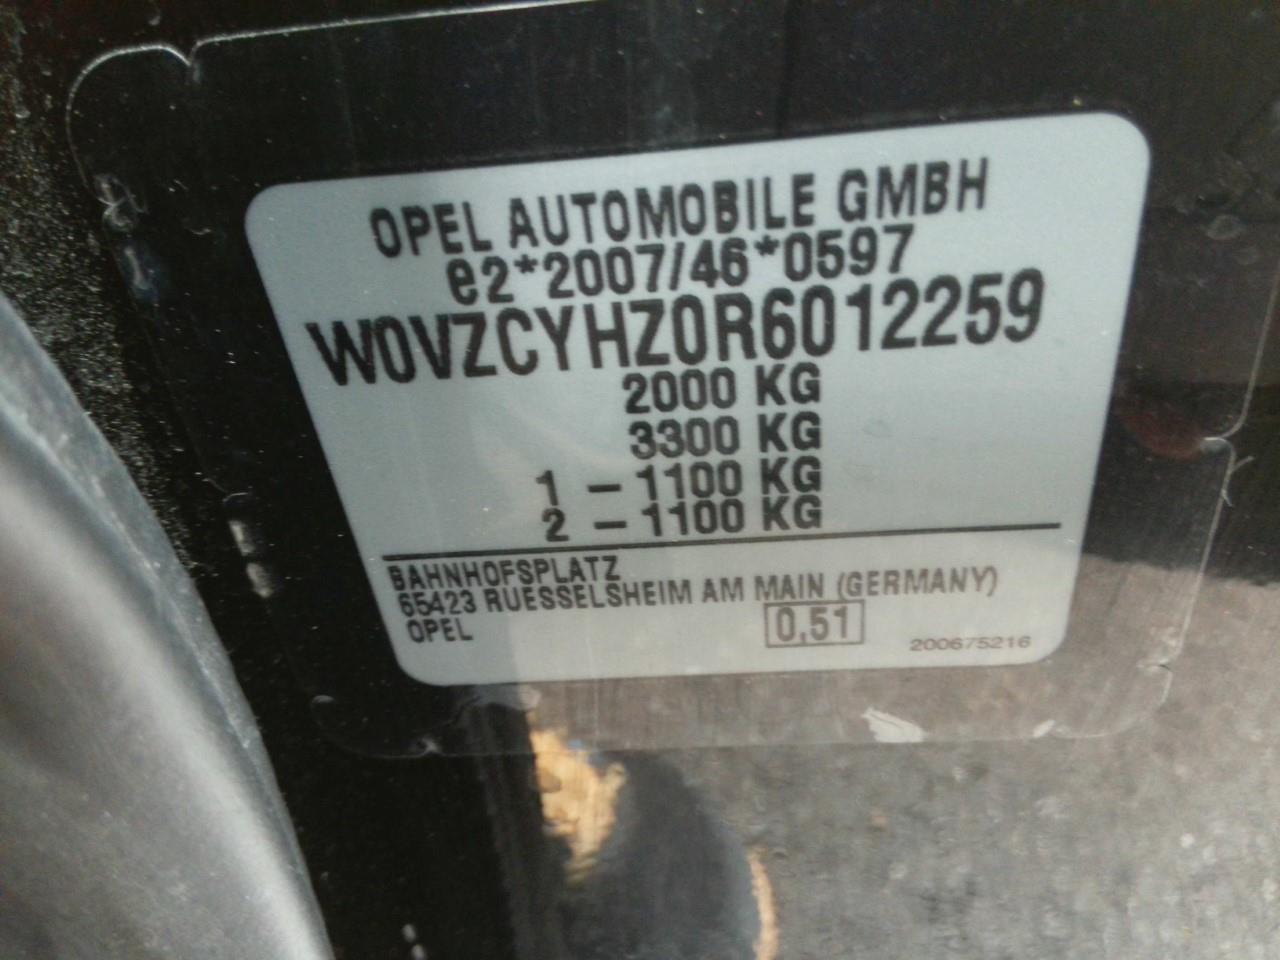 OPEL AUTOMOBILE GMBH
e2*2007/46*0597
W0VZCYHZ0R6012259
2000 KG
3300 KG
1 – 1100 KG
2 – 1100 KG
BAHNHOFSPLATZ
65423 RUESSELSHEIM AM MAIN (GERMANY)
OPEL 0,51 200675216